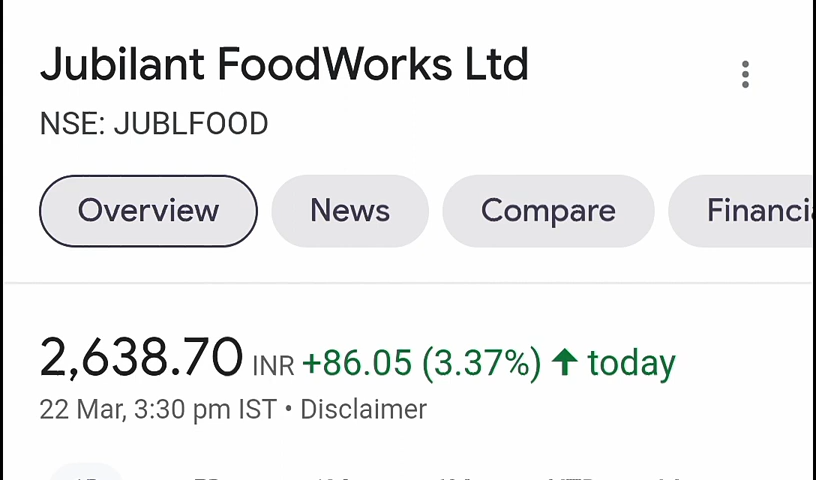 Jubilant FoodWorks Ltd
NSE: JUBLFOOD
Overview News Compare
2,638.70 INR +86.05 (3.37%) ↑ today
22 Mar, 3:30 pm IST • Disclaimer